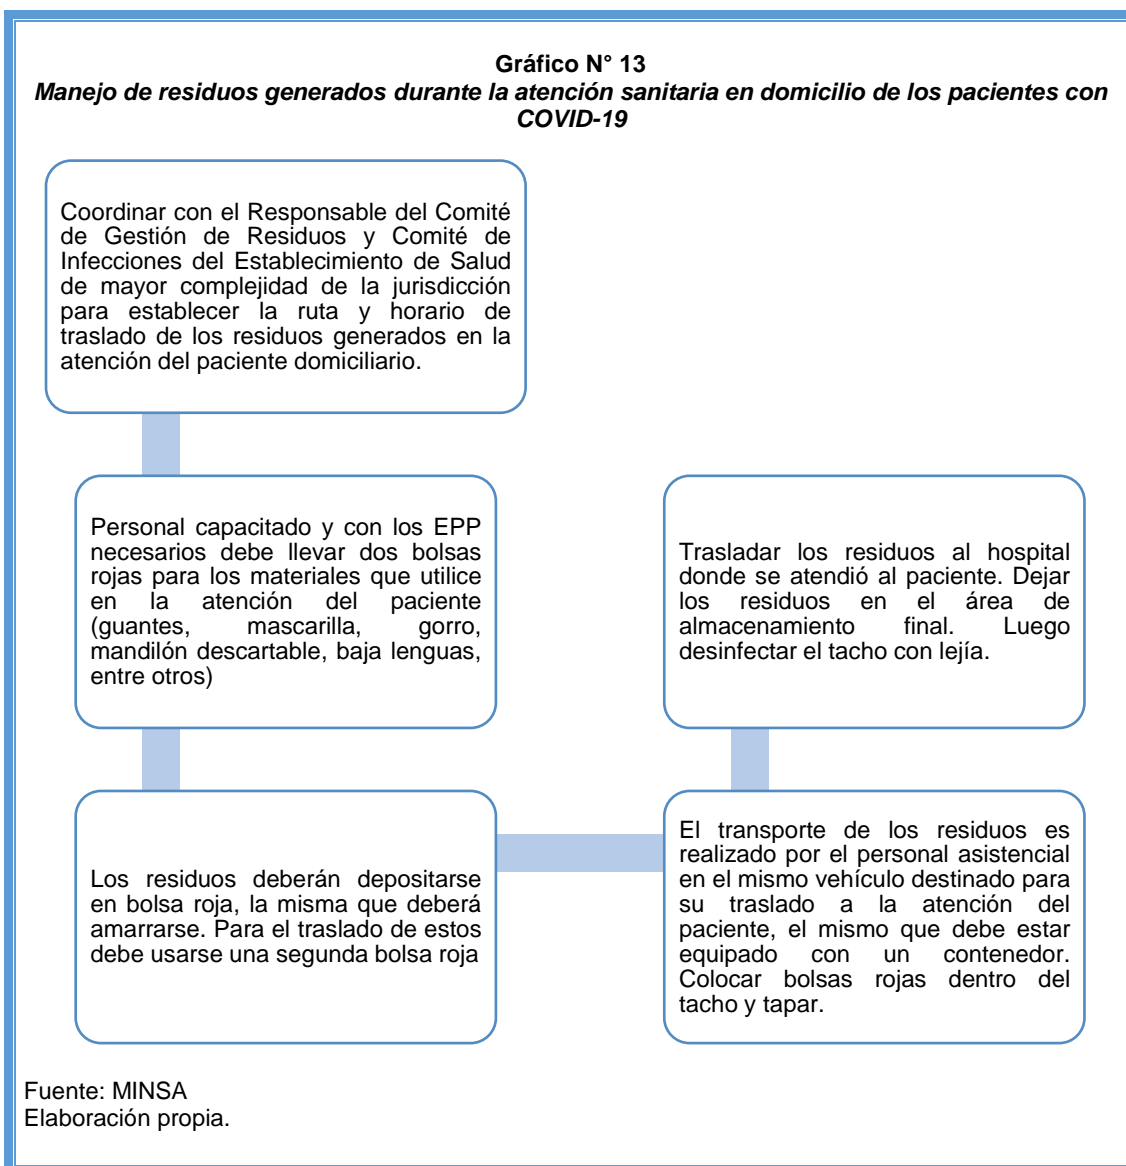 Gráfico N° 13
Manejo de residuos generados durante la atención sanitaria en domicilio de los pacientes con
COVID-19
Coordinar con el Responsable del Comité
de Gestión de Residuos y Comité de
Infecciones del Establecimiento de Salud
de mayor complejidad de la jurisdicción
para establecer la ruta y horario de
traslado de los residuos generados en la
atención del paciente domiciliario.
Personal capacitado y con los EPP
necesarios debe llevar dos bolsas
rojas para los materiales que utilice
en la atención del paciente
(guantes, mascarilla, gorro,
mandilón descartable, baja lenguas,
entre otros)
Los residuos deberán depositarse
en bolsa roja, la misma que deberá
amarrarse. Para el traslado de estos
debe usarse una segunda bolsa roja
El transporte de los residuos es
realizado por el personal asistencial
en el mismo vehículo destinado para
su traslado a la atención del
paciente, el mismo que debe estar
equipado con un contenedor.
Colocar bolsas rojas dentro del
tacho y tapar.
Trasladar los residuos al hospital
donde se atendió al paciente. Dejar
los residuos en el área de
almacenamiento final. Luego
desinfectar el tacho con lejía.
Fuente: MINSA
Elaboración propia.